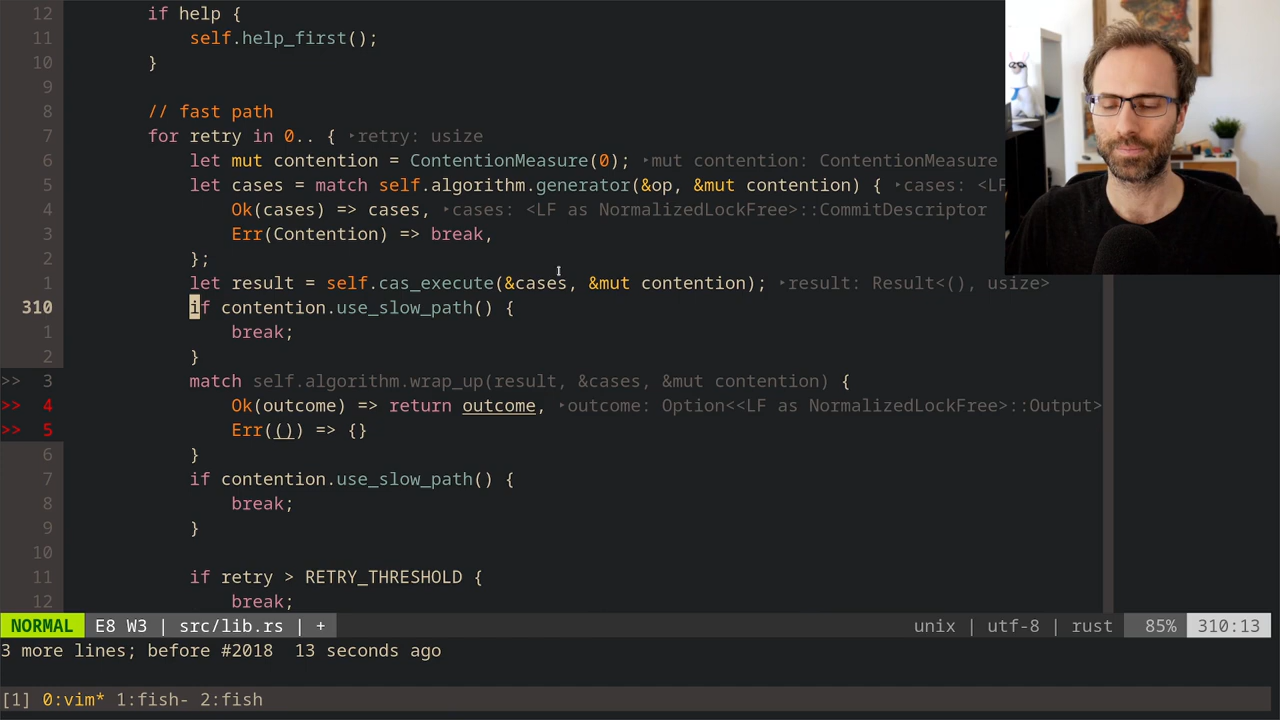 12 if help {
11 self.help_first();
10 }
9
8 // fast path
7 for retry in 0.. { ‣retry: usize
6 let mut contention = ContentionMeasure(0); ‣mut contention: ContentionMeasure
5 let cases = match self.algorithm.generator(&op, &mut contention) { ‣cases: <LF
4 Ok(cases) => cases, ‣cases: <LF as NormalizedLockFree>::CommitDescriptor
3 Err(Contention) => break,
2 };
1 let result = self.cas_execute(&cases, &mut contention); ‣result: Result<(), usize>
310 if contention.use_slow_path() {
1 break;
2 }
>> 3 match self.algorithm.wrap_up(result, &cases, &mut contention) {
>> 4 Ok(outcome) => return outcome, ‣outcome: Option<<LF as NormalizedLockFree>::Output>
>> 5 Err(()) => {}
6 }
7 if contention.use_slow_path() {
8 break;
9 }
10
11 if retry > RETRY_THRESHOLD {
12 break;
NORMAL E8 W3 | src/lib.rs | + unix | utf-8 | rust 85% 310:13
3 more lines; before #2018 13 seconds ago
[1] 0:vim* 1:fish- 2:fish